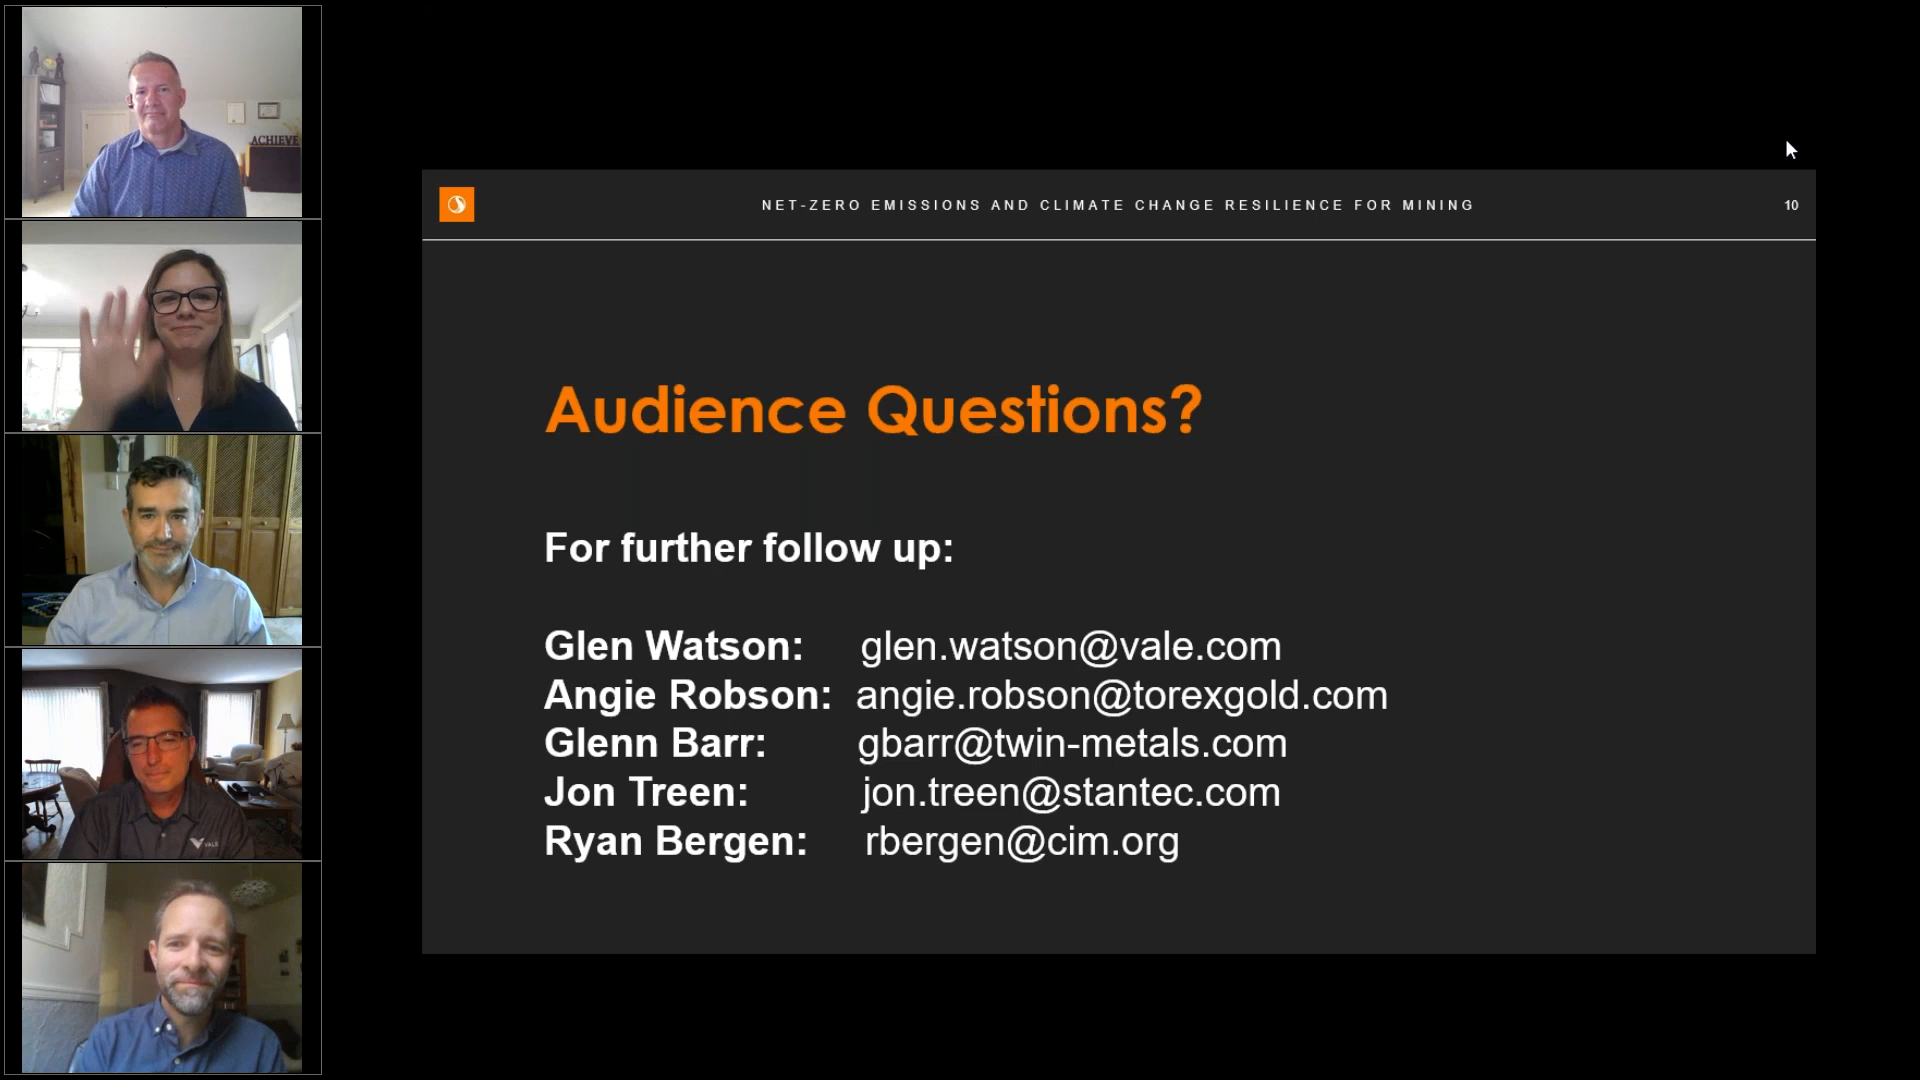 ACHIEVE
VALE
NET-ZERO EMISSIONS AND CLIMATE CHANGE RESILIENCE FOR MINING 10
Audience Questions?
For further follow up:
Glen Watson: glen.watson@vale.com
Angie Robson: angie.robson@torexgold.com
Glenn Barr: gbarr@twin-metals.com
Jon Treen: jon.treen@stantec.com
Ryan Bergen: rbergen@cim.org